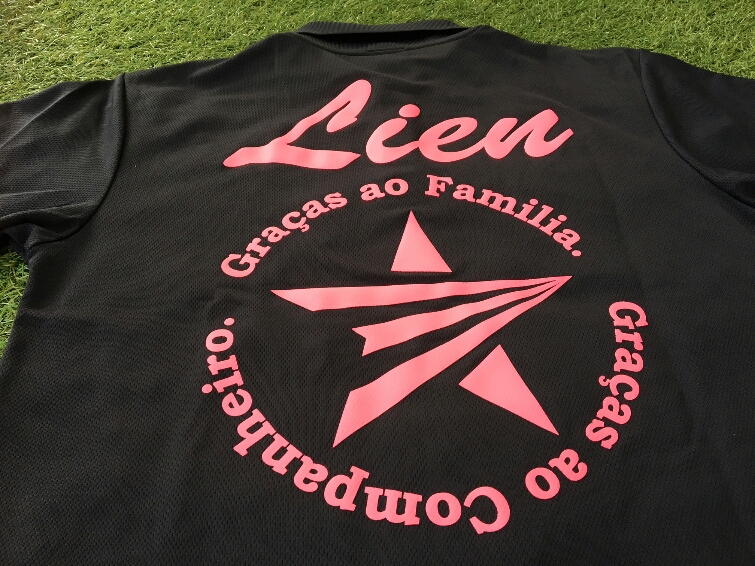 Lien
Graças ao Familia.
Graças ao Companheiro.